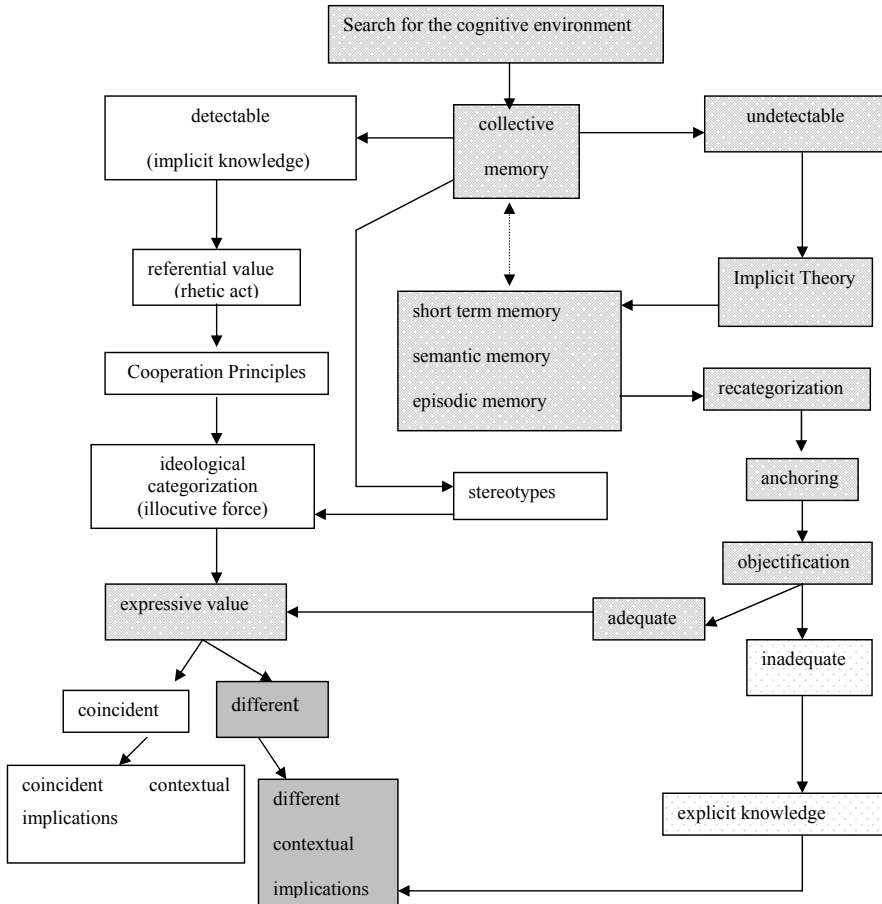 Search for the cognitive environment
detectable
(implicit knowledge)
collective
memory
undetectable
referential value
(rhetic act)
Implicit Theory
short term memory
semantic memory
episodic memory
Cooperation Principles
recategorization
ideological
categorization
(illocutive force)
stereotypes
anchoring
objectification
expressive value
adequate
inadequate
coincident
different
coincident contextual
implications
different
contextual
implications
explicit knowledge